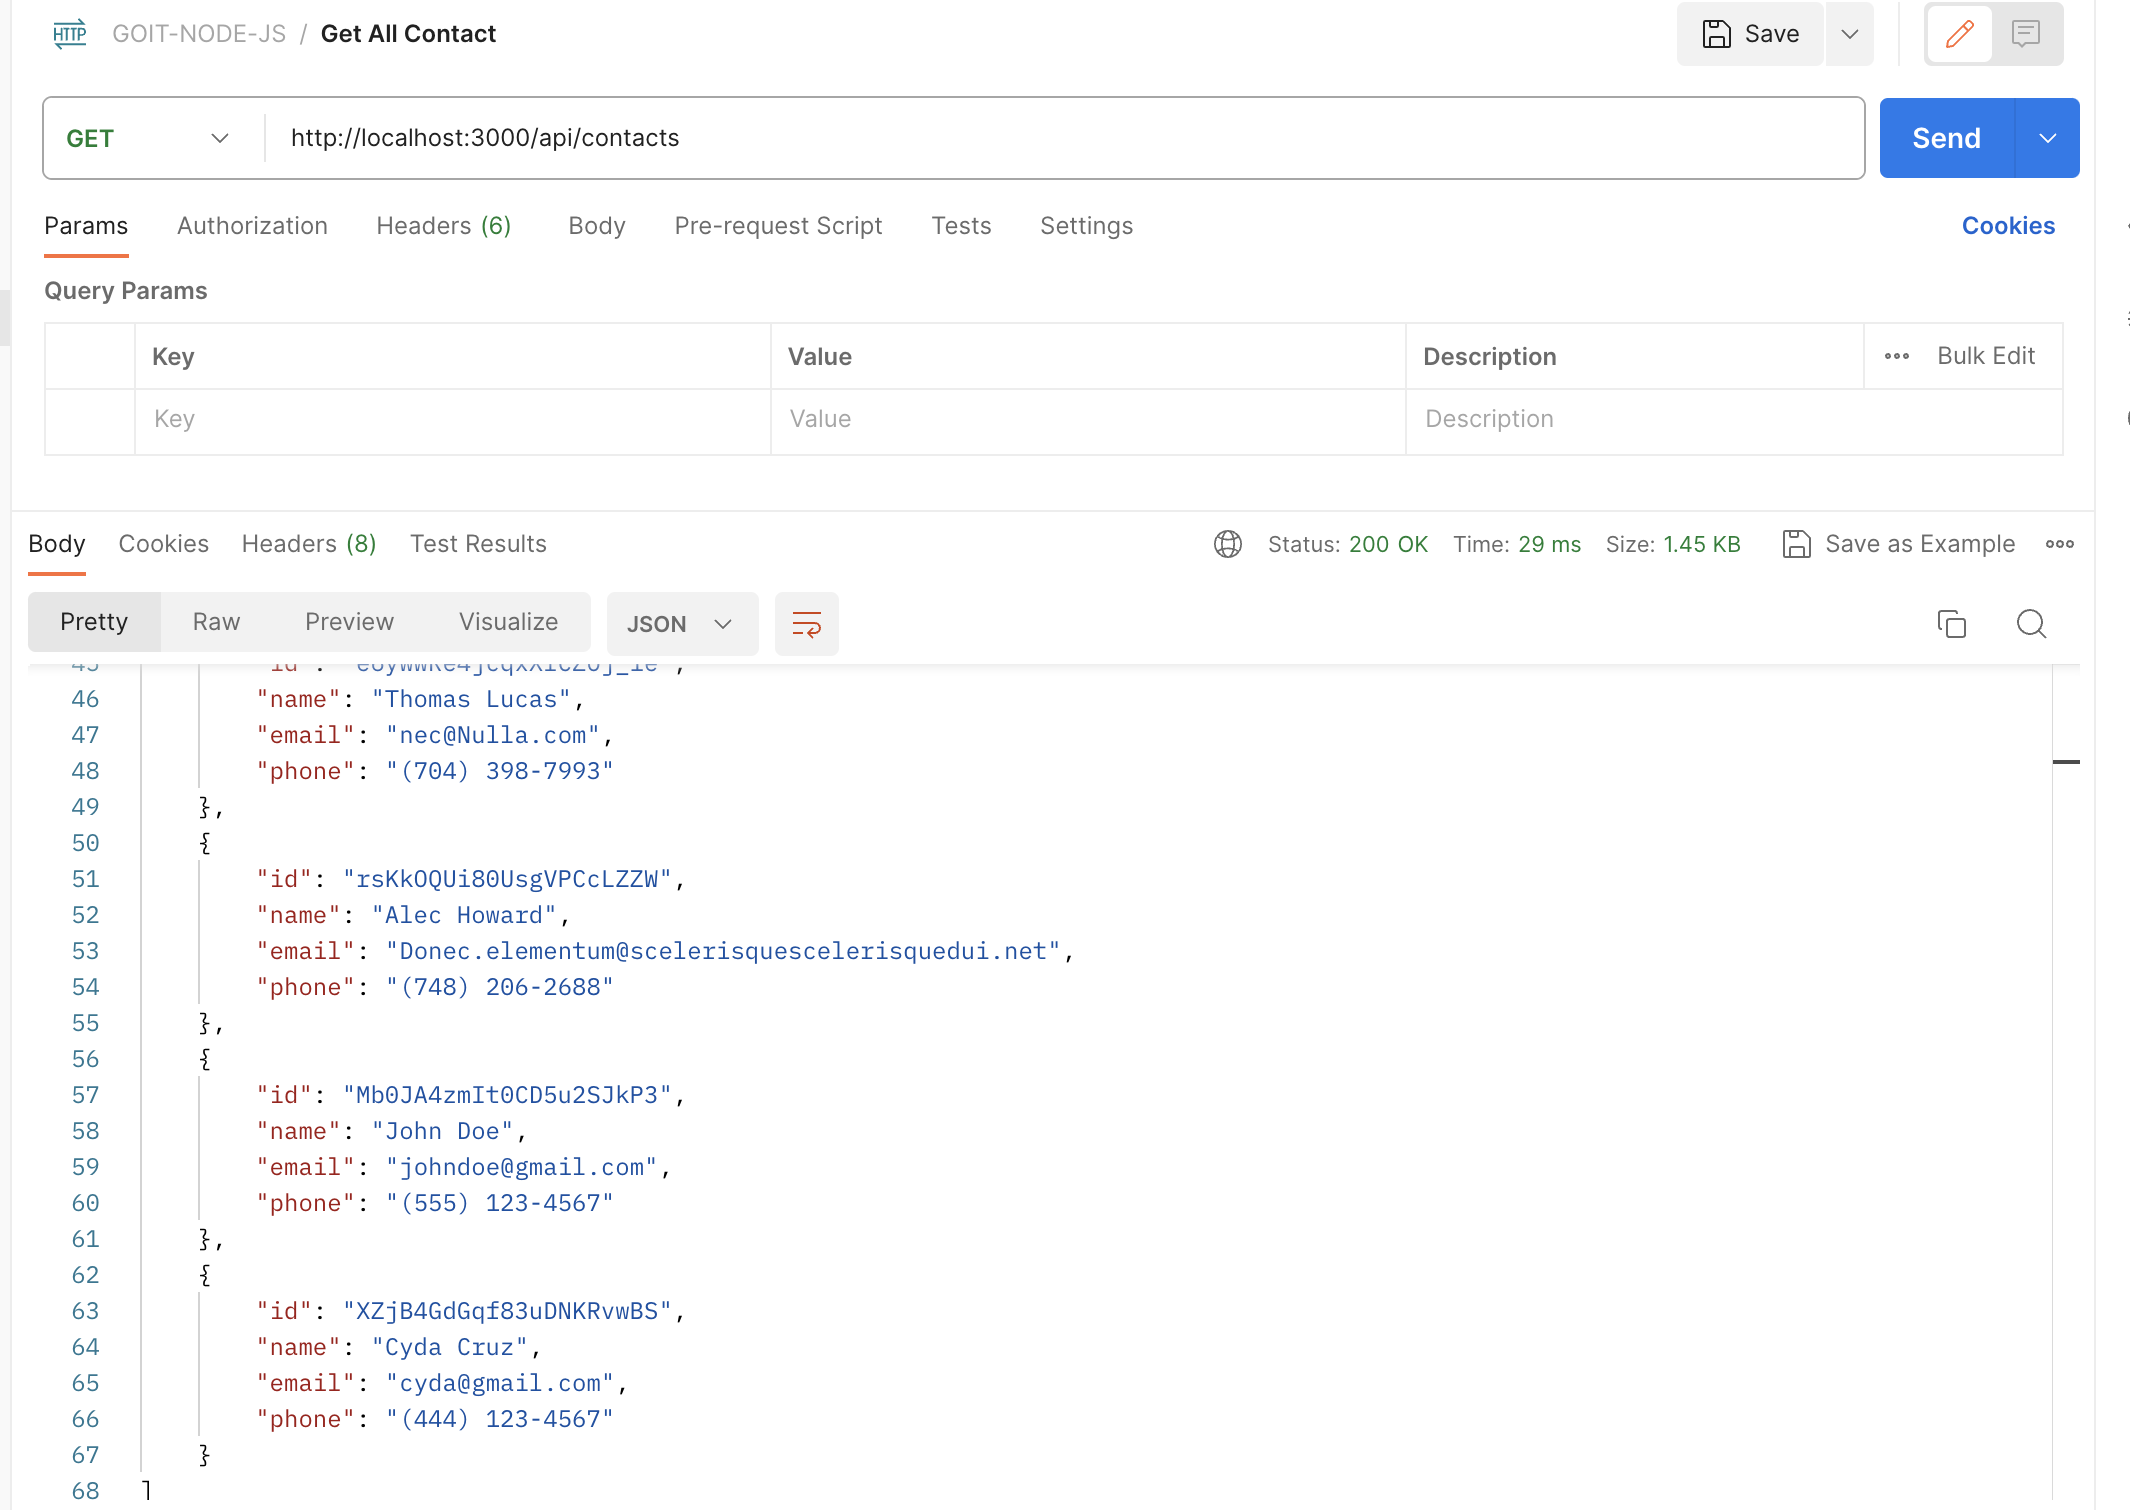 HTTP GOIT-NODE-JS / Get All Contact Save
GET http://localhost:3000/api/contacts Send
Params Authorization Headers (6) Body Pre-request Script Tests Settings Cookies
Query Params
Key Value Description ••• Bulk Edit
Key Value Description
Body Cookies Headers (8) Test Results Status: 200 OK Time: 29 ms Size: 1.45 KB Save as Example
Pretty Raw Preview Visualize JSON
45 "id": ,
46 "name": "Thomas Lucas",
47 "email": "nec@Nulla.com",
48 "phone": "(704) 398-7993"
49 },
50 {
51 "id": "rsKkOQUi80UsgVPCcLZZW",
52 "name": "Alec Howard",
53 "email": "Donec.elementum@scelerisquescelerisquedui.net",
54 "phone": "(748) 206-2688"
55 },
56 {
57 "id": "Mb0JA4zmIt0CD5u2SJkP3",
58 "name": "John Doe",
59 "email": "johndoe@gmail.com",
60 "phone": "(555) 123-4567"
61 },
62 {
63 "id": "XZjB4GdGqf83uDNKRvwBS",
64 "name": "Cyda Cruz",
65 "email": "cyda@gmail.com",
66 "phone": "(444) 123-4567"
67 }
68 ]